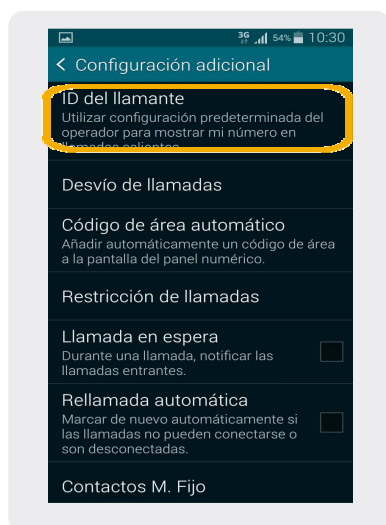 3G 54% 10:30
< Configuración adicional
ID del llamante
Utilizar configuración predeterminada del
operador para mostrar mi número en
llamadas salientes.
Desvío de llamadas
Código de área automático
Añadir automáticamente un código de área
a la pantalla del panel numérico.
Restricción de llamadas
Llamada en espera
Durante una llamada, notificar las
llamadas entrantes.
Rellamada automática
Marcar de nuevo automáticamente si
las llamadas no pueden conectarse o
son desconectadas.
Contactos M. Fijo